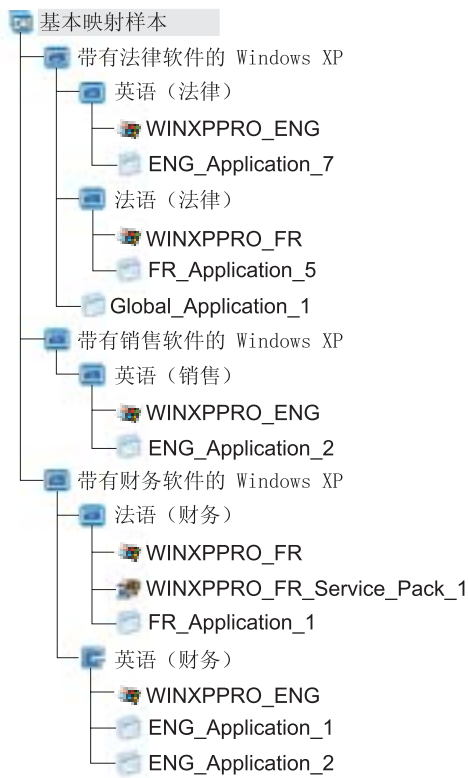 基本映射样本
带有法律软件的 Windows XP
英语（法律）
WINXPPRO_ENG
ENG_Application_7
法语（法律）
WINXPPRO_FR
FR_Application_5
Global_Application_1
带有销售软件的 Windows XP
英语（销售）
WINXPPRO_ENG
ENG_Application_2
带有财务软件的 Windows XP
法语（财务）
WINXPPRO_FR
WINXPPRO_FR_Service_Pack_1
FR_Application_1
英语（财务）
WINXPPRO_ENG
ENG_Application_1
ENG_Application_2